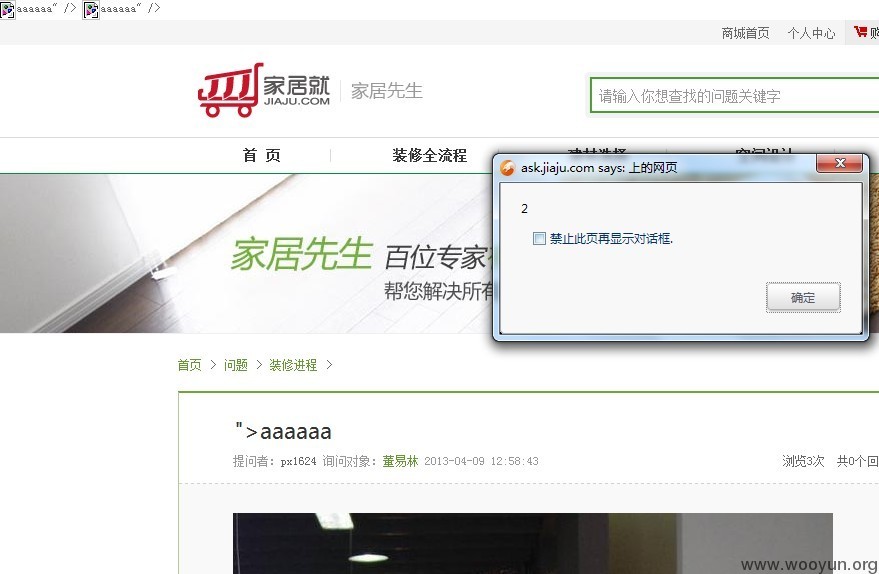 aaaaaa" /> aaaaaa" />
商城首页 个人中心 购
家居就 JIAJU.COM 家居先生
请输入你想查找的问题关键字
首 页 装修全流程
ask.jiaju.com says: 上的网页
2
禁止此页再显示对话框.
确定
家居先生 百位专家
帮您解决所有
首页 > 问题 > 装修进程 >
">aaaaaa
提问者: px1624 询问对象: 董易林 2013-04-09 12:58:43 浏览3次 共0个回
www.wooyun.org